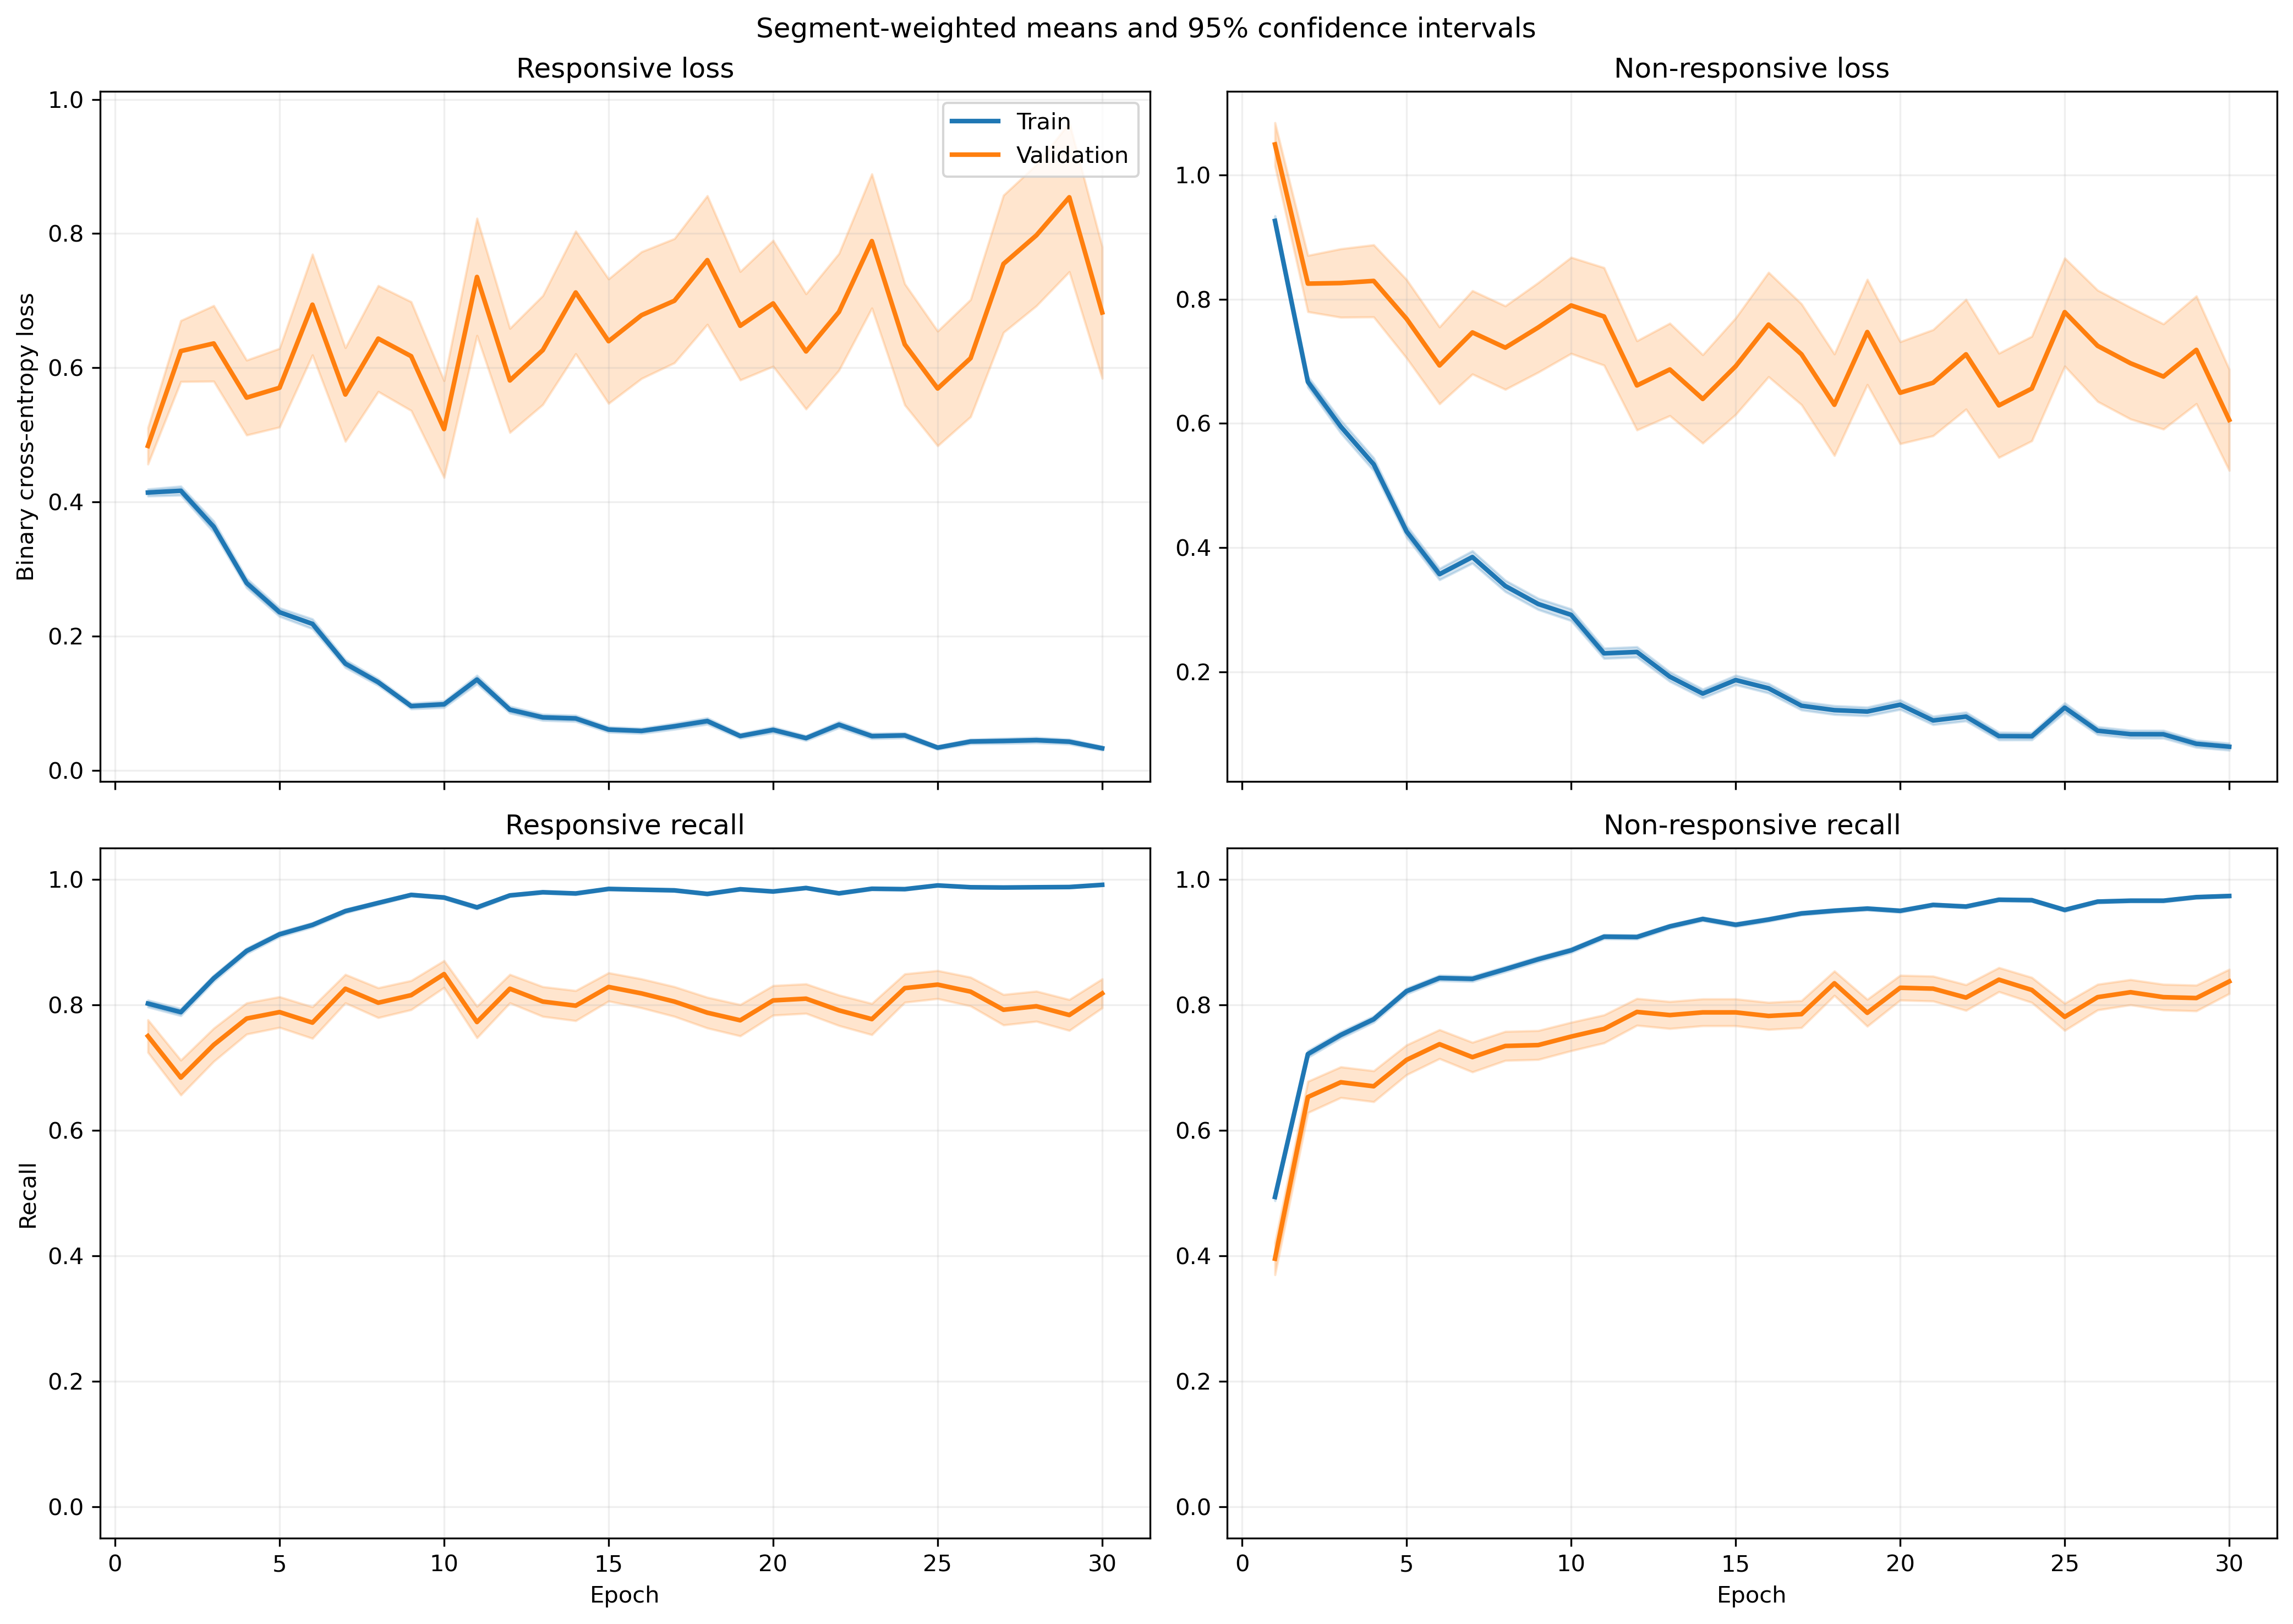 Segment-weighted means and 95% confidence intervals
Responsive loss
Non-responsive loss
Binary cross-entropy loss
1.0
0.8
0.6
0.4
0.2
0.0
Train
Validation
1.0
0.8
0.6
0.4
0.2
Responsive recall
Non-responsive recall
Recall
1.0
0.8
0.6
0.4
0.2
0.0
0 5 10 15 20 25 30
Epoch
1.0
0.8
0.6
0.4
0.2
0.0
0 5 10 15 20 25 30
Epoch